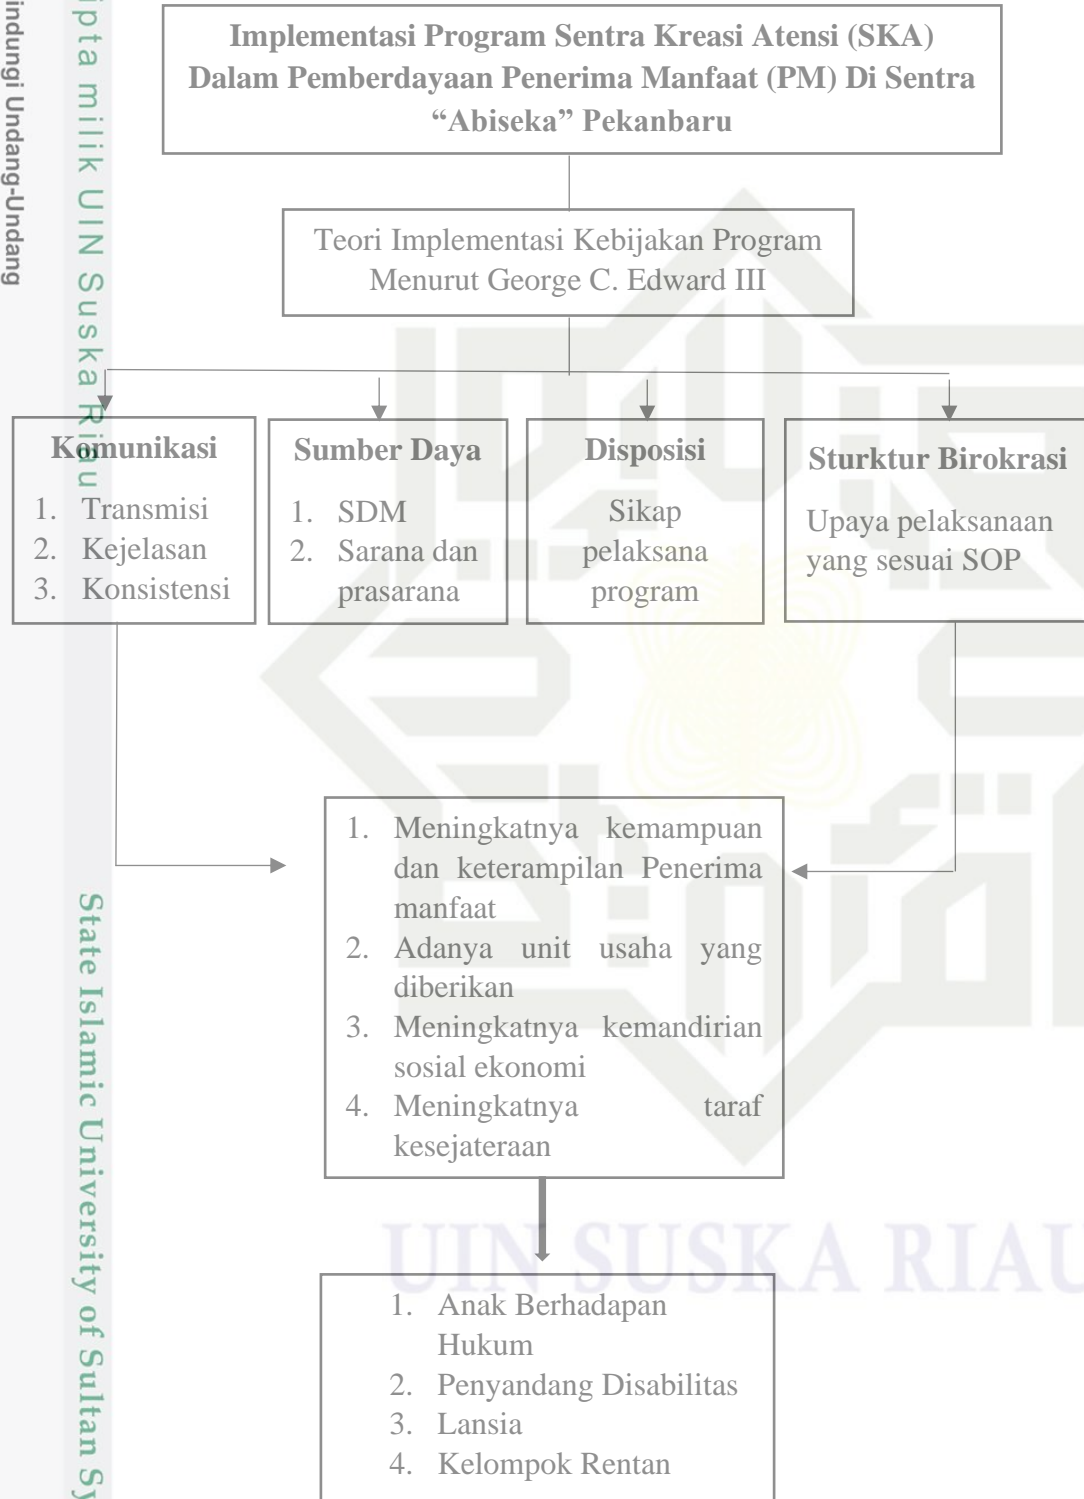 Implementasi Program Sentra Kreasi Atensi (SKA)
Dalam Pemberdayaan Penerima Manfaat (PM) Di Sentra
“Abiseka” Pekanbaru
Teori Implementasi Kebijakan Program
Menurut George C. Edward III
Komunikasi
1. Transmisi
2. Kejelasan
3. Konsistensi
Sumber Daya
1. SDM
2. Sarana dan
prasarana
Disposisi
Sikap
pelaksana
program
Sturktur Birokrasi
Upaya pelaksanaan
yang sesuai SOP
1. Meningkatnya kemampuan
dan keterampilan Penerima
manfaat
2. Adanya unit usaha yang
diberikan
3. Meningkatnya kemandirian
sosial ekonomi
4. Meningkatnya taraf
kesejateraan
1. Anak Berhadapan
Hukum
2. Penyandang Disabilitas
3. Lansia
4. Kelompok Rentan
UIN SUSKA RIAU
indungi Undang-Undang
ipta milik UIN Suska Riau
State Islamic University of Sultan Sy